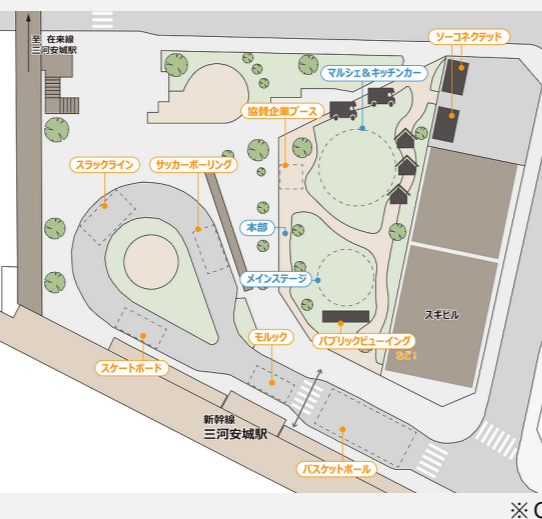 至 在来線
三河安城駅
ソーコネクテッド
マルシェ&キッチンカー
協賛企業ブース
スラックライン
サッカーボーリング
本部
メインステージ
スギビル
モルック
パブリックビューイング
など!
スケートボード
新幹線
三河安城駅
バスケットボール
※